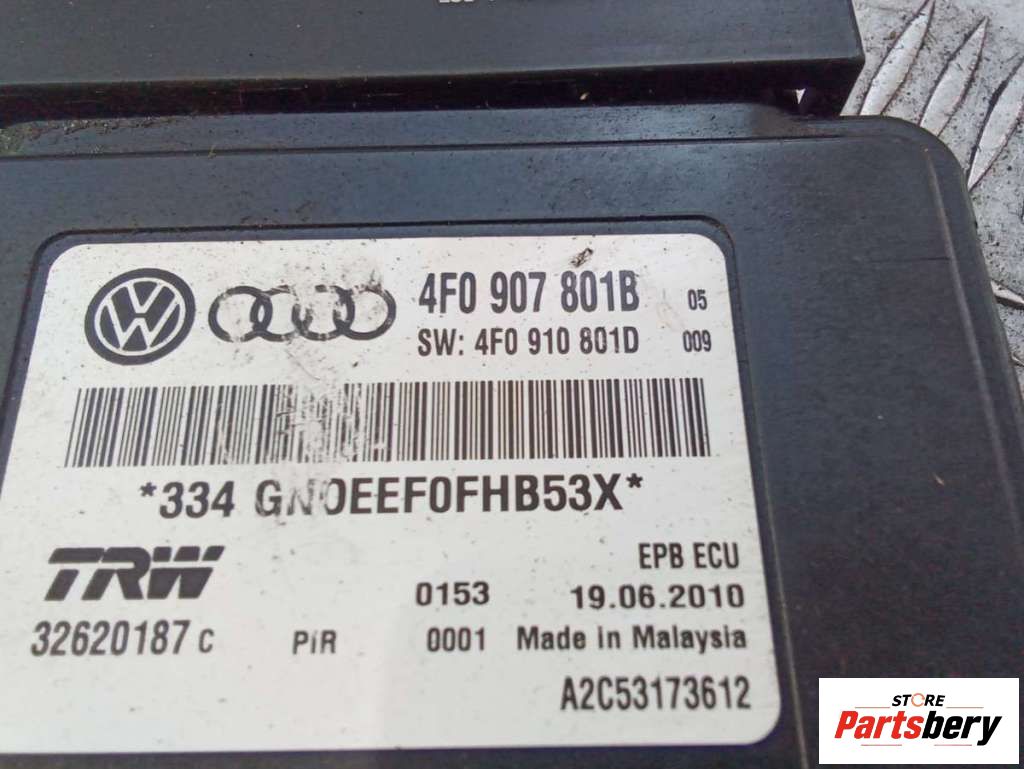 4F0 907 801B 05
SW: 4F0 910 801D 009
*334 GN0EEF0FHB53X*
TRW EPB ECU
0153 19.06.2010
32620187 C PIR 0001 Made in Malaysia
A2C53173612
STORE
Partsbery